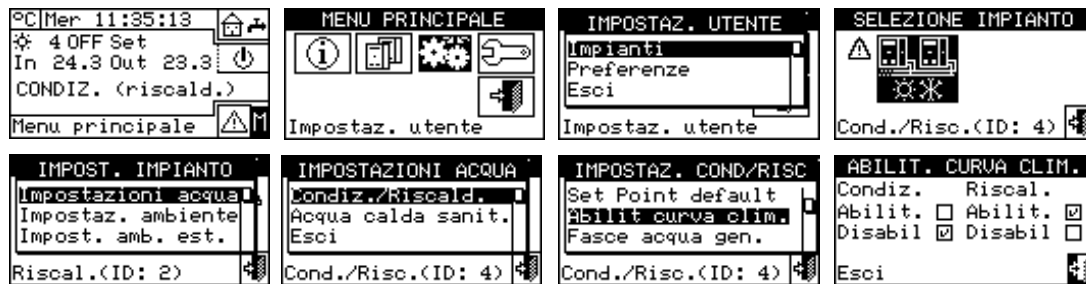 °C Mer 11:35:13
4 OFF Set
In 24.3 Out 23.3
CONDIZ. (riscald.)
Menu principale M
MENU PRINCIPALE
Impostaz. utente
IMPOSTAZ. UTENTE
Impianti
Preferenze
Esci
Impostaz. utente
SELEZIONE IMPIANTO
Cond./Risc.(ID: 4)
IMPOST. IMPIANTO
Impostazioni acqua
Impostaz. ambiente
Impost. amb. est.
Riscal.(ID: 2)
IMPOSTAZIONI ACQUA
Condiz./Riscald.
Acqua calda sanit.
Esci
Cond./Risc.(ID: 4)
IMPOSTAZ. COND/RISC
Set Point default
Abilit curva clim.
Fasce acqua gen.
Cond./Risc.(ID: 4)
ABILIT. CURVA CLIM.
Condiz. Riscal.
Abilit. Abilit.
Disabil Disabil
Esci